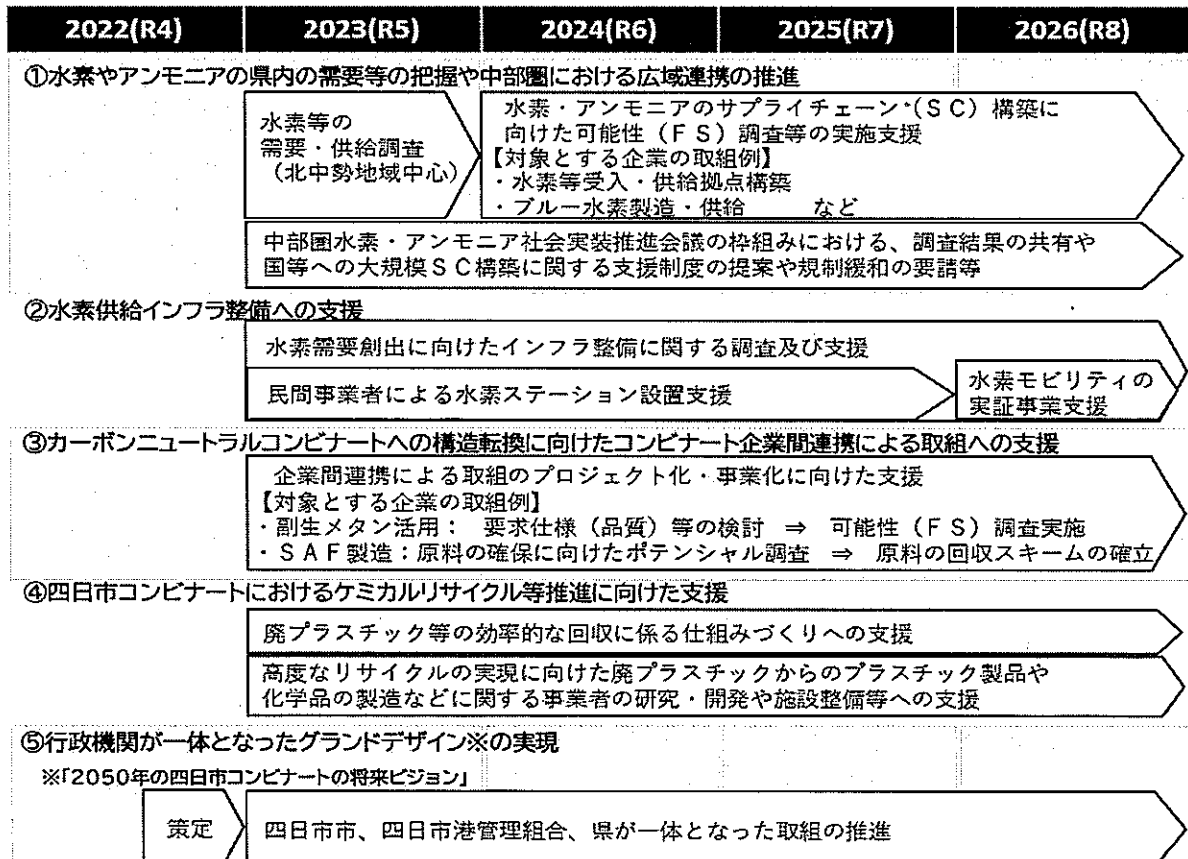 2022(R4) 2023(R5) 2024(R6) 2025(R7) 2026(R8)
①水素やアンモニアの県内の需要等の把握や中部圏における広域連携の推進
水素等の
需要・供給調査
(北中勢地域中心)
水素・アンモニアのサプライチェーン(SC)構築に
向けた可能性(FS)調査等の実施支援
【対象とする企業の取組例】
・水素等受入・供給拠点構築
・ブルー水素製造・供給 など
中部圏水素・アンモニア社会実装推進会議の枠組みにおける、調査結果の共有や
国等への大規模SC構築に関する支援制度の提案や規制緩和の要請等
②水素供給インフラ整備への支援
水素需要創出に向けたインフラ整備に関する調査及び支援
民間事業者による水素ステーション設置支援
水素モビリティの
実証事業支援
③カーボンニュートラルコンビナートへの構造転換に向けたコンビナート企業間連携による取組への支援
企業間連携による取組のプロジェクト化・事業化に向けた支援
【対象とする企業の取組例】
・副生メタン活用: 要求仕様(品質)等の検討 ⇒ 可能性(FS)調査実施
・SAF製造:原料の確保に向けたポテンシャル調査 ⇒ 原料の回収スキームの確立
④四日市コンビナートにおけるケミカルリサイクル等推進に向けた支援
廃プラスチック等の効率的な回収に係る仕組みづくりへの支援
高度なリサイクルの実現に向けた廃プラスチックからのプラスチック製品や
化学品の製造などに関する事業者の研究・開発や施設整備等への支援
⑤行政機関が一体となったグランドデザイン※の実現
※「2050年の四日市コンビナートの将来ビジョン」
策定
四日市市、四日市港管理組合、県が一体となった取組の推進